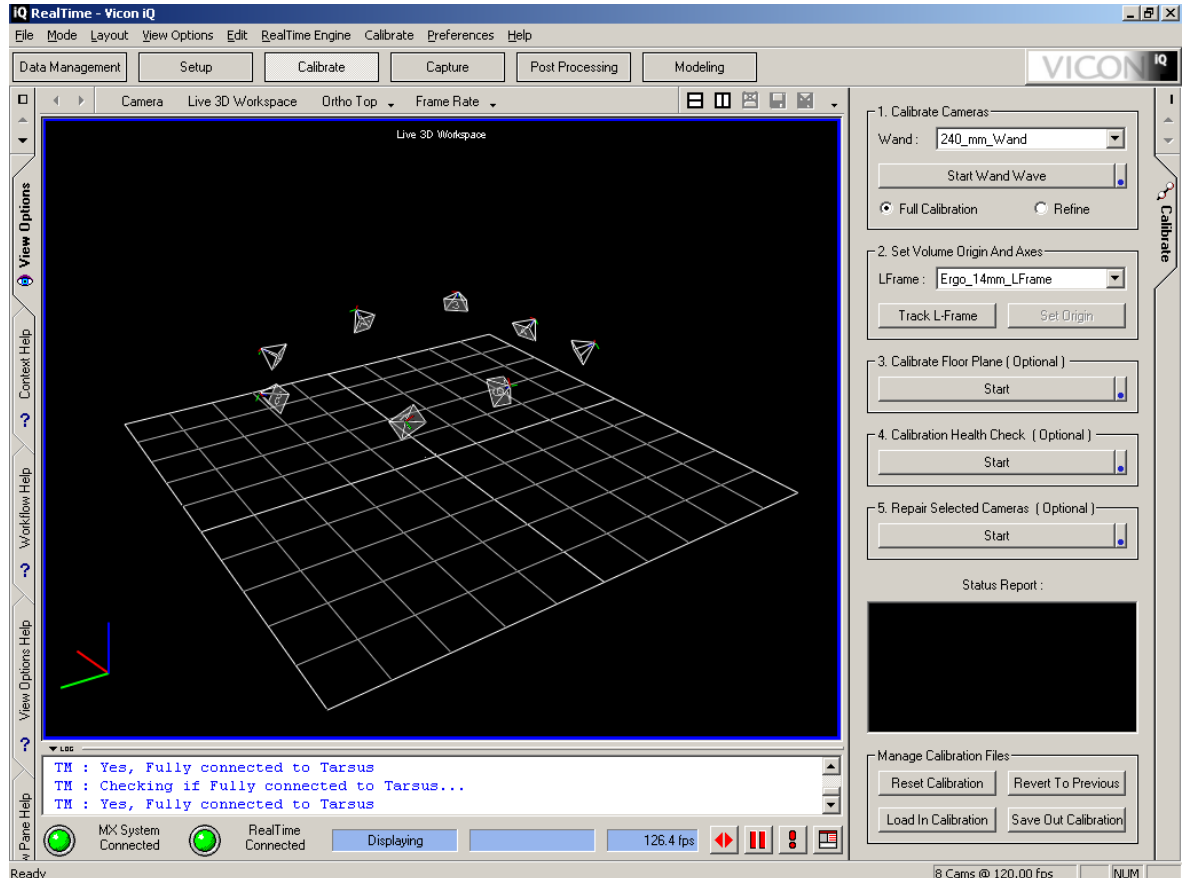 iQ RealTime - Vicon iQ
File Mode Layout View Options Edit RealTime Engine Calibrate Preferences Help
Data Management Setup Calibrate Capture Post Processing Modeling
VICON iQ
Camera Live 3D Workspace Ortho Top Frame Rate
Live 3D Workspace
View Options
Context Help
?
Workflow Help
?
View Options Help
?
w Pane Help
1. Calibrate Cameras
Wand : 240_mm_Wand
Start Wand Wave
Full Calibration Refine
2. Set Volume Origin And Axes
LFrame : Ergo_14mm_LFrame
Track L-Frame Set Origin
3. Calibrate Floor Plane ( Optional )
Start
4. Calibration Health Check ( Optional )
Start
5. Repair Selected Cameras ( Optional )
Start
Status Report :
Manage Calibration Files
Reset Calibration Revert To Previous
Load In Calibration Save Out Calibration
Calibrate
3
LOG
TM : Yes, Fully connected to Tarsus
TM : Checking if Fully connected to Tarsus...
TM : Yes, Fully connected to Tarsus
MX System Connected
RealTime Connected
Displaying
126.4 fps
Ready
8 Cams @ 120.00 fps NUM